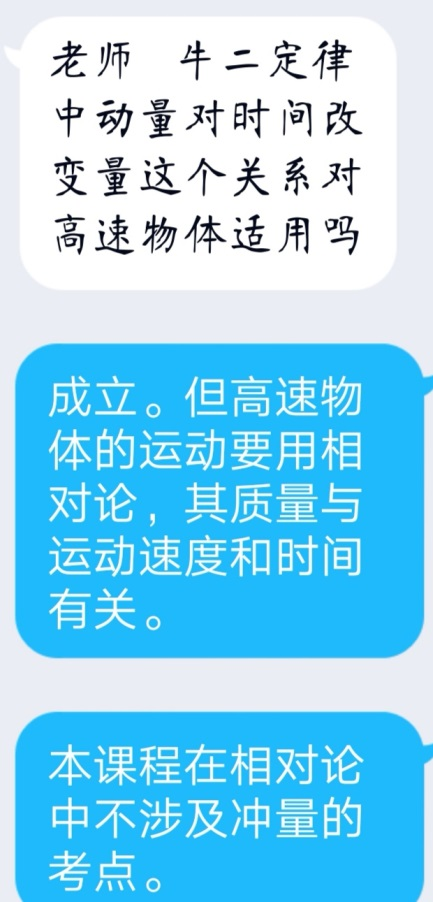 老师 牛二定律
中动量对时间改
变量这个关系对
高速物体适用吗
成立。但高速物
体的运动要用相
对论，其质量与
运动速度和时间
有关。
本课程在相对论
中不涉及冲量的
考点。